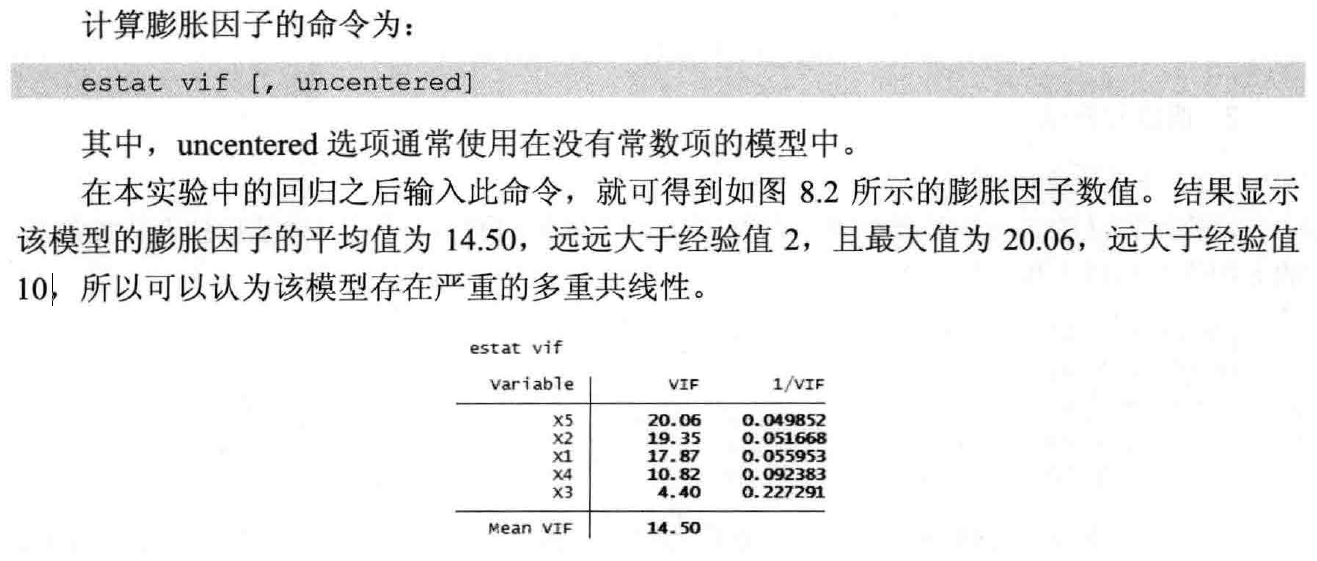 计算膨胀因子的命令为：
estat vif [, uncentered]
其中，uncentered 选项通常使用在没有常数项的模型中。
在本实验中的回归之后输入此命令，就可得到如图 8.2 所示的膨胀因子数值。结果显示
该模型的膨胀因子的平均值为 14.50，远远大于经验值 2，且最大值为 20.06，远大于经验值
10，所以可以认为该模型存在严重的多重共线性。
estat vif
Variable VIF 1/VIF
X5 20.06 0.049852
X2 19.35 0.051668
X1 17.87 0.055953
X4 10.82 0.092383
X3 4.40 0.227291
Mean VIF 14.50